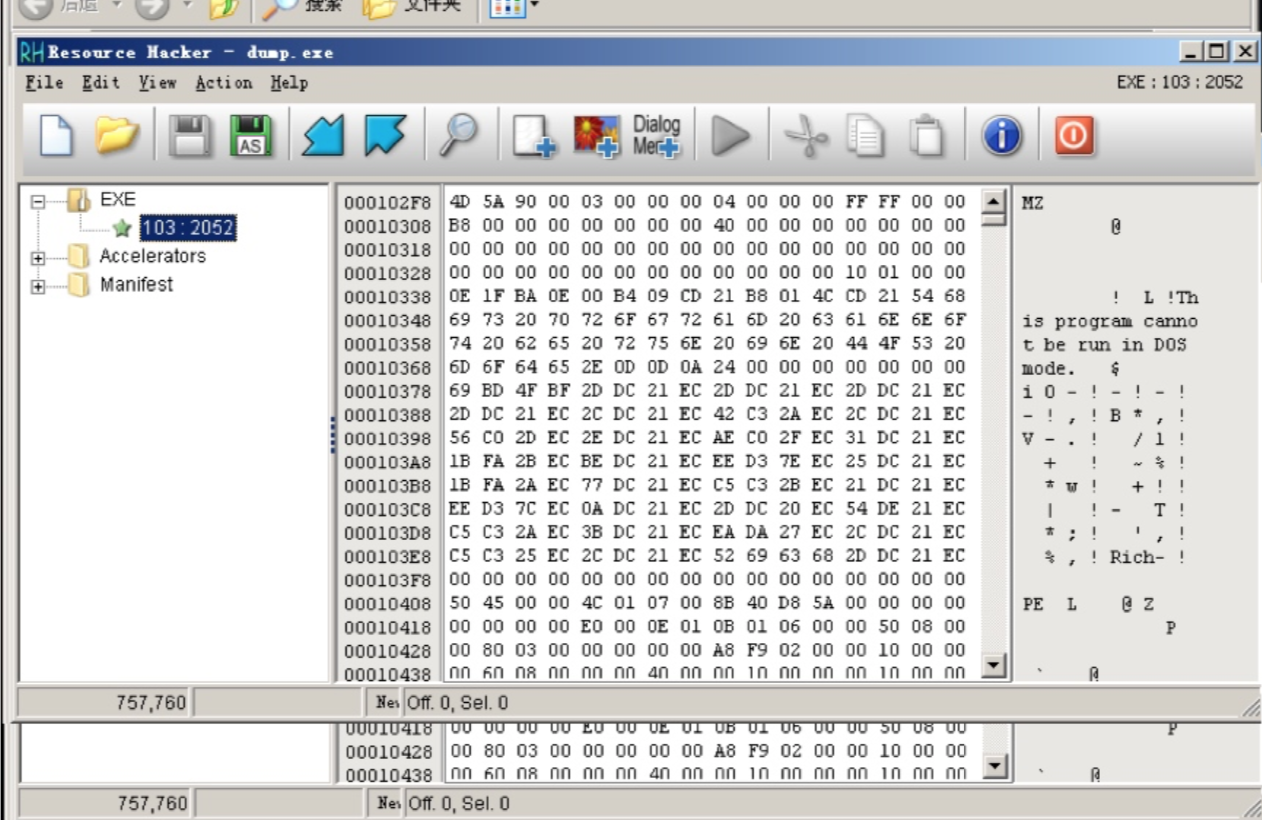 后退 搜索 文件夹
Resource Hacker - dump.exe
File Edit View Action Help EXE : 103 : 2052
AS Dialog
EXE
103 : 2052
Accelerators
Manifest
000102F8 4D 5A 90 00 03 00 00 00 04 00 00 00 FF FF 00 00 MZ
00010308 B8 00 00 00 00 00 00 00 40 00 00 00 00 00 00 00 @
00010318 00 00 00 00 00 00 00 00 00 00 00 00 00 00 00 00
00010328 00 00 00 00 00 00 00 00 00 00 00 00 10 01 00 00
00010338 0E 1F BA 0E 00 B4 09 CD 21 B8 01 4C CD 21 54 68 ! L !Th
00010348 69 73 20 70 72 6F 67 72 61 6D 20 63 61 6E 6E 6F is program canno
00010358 74 20 62 65 20 72 75 6E 20 69 6E 20 44 4F 53 20 t be run in DOS
00010368 6D 6F 64 65 2E 0D 0D 0A 24 00 00 00 00 00 00 00 mode. $
00010378 69 BD 4F BF 2D DC 21 EC 2D DC 21 EC 2D DC 21 EC i O - ! - ! - !
00010388 2D DC 21 EC 2C DC 21 EC 42 C3 2A EC 2C DC 21 EC - ! , ! B * , !
00010398 56 C0 2D EC 2E DC 21 EC AE C0 2F EC 31 DC 21 EC V - . ! / 1 !
000103A8 1B FA 2B EC BE DC 21 EC EE D3 7E EC 25 DC 21 EC + ! ~ % !
000103B8 1B FA 2A EC 77 DC 21 EC C5 C3 2B EC 21 DC 21 EC * w ! + ! !
000103C8 EE D3 7C EC 0A DC 21 EC 2D DC 20 EC 54 DE 21 EC | ! - T !
000103D8 C5 C3 2A EC 3B DC 21 EC EA DA 27 EC 2C DC 21 EC * ; ! ' , !
000103E8 C5 C3 25 EC 2C DC 21 EC 52 69 63 68 2D DC 21 EC % , ! Rich- !
000103F8 00 00 00 00 00 00 00 00 00 00 00 00 00 00 00 00
00010408 50 45 00 00 4C 01 07 00 8B 40 D8 5A 00 00 00 00 PE L @ Z
00010418 00 00 00 00 E0 00 0E 01 0B 01 06 00 00 50 08 00 P
00010428 00 80 03 00 00 00 00 00 A8 F9 02 00 00 10 00 00
00010438 00 60 08 00 00 00 40 00 00 10 00 00 00 10 00 00 ` @
757,760 Off. 0, Sel. 0
00010418 00 00 00 00 E0 00 0E 01 0B 01 06 00 00 50 08 00 P
00010428 00 80 03 00 00 00 00 00 A8 F9 02 00 00 10 00 00
00010438 00 60 08 00 00 00 40 00 00 10 00 00 00 10 00 00 ` @
757,760 Off. 0, Sel. 0